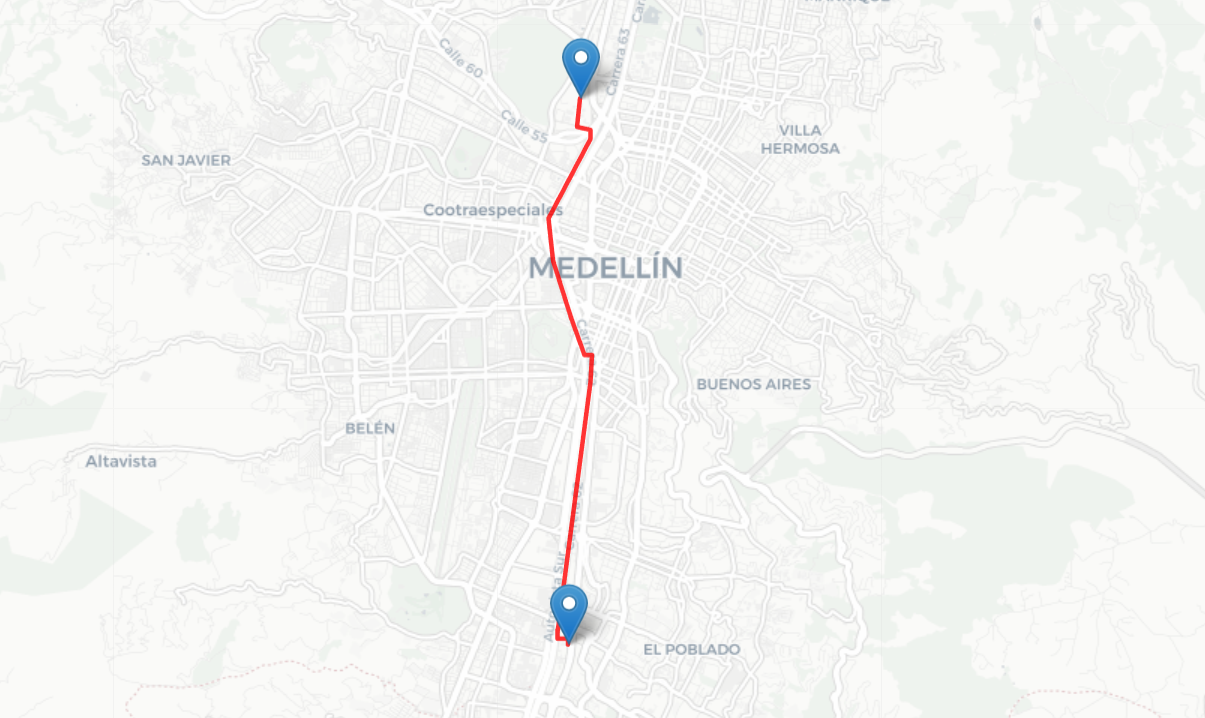 Calle 60
Carrera 63
Calle 55
VILLA
HERMOSA
SAN JAVIER
Cootraespeciales
MEDELLÍN
BUENOS AIRES
BELÉN
Altavista
EL POBLADO